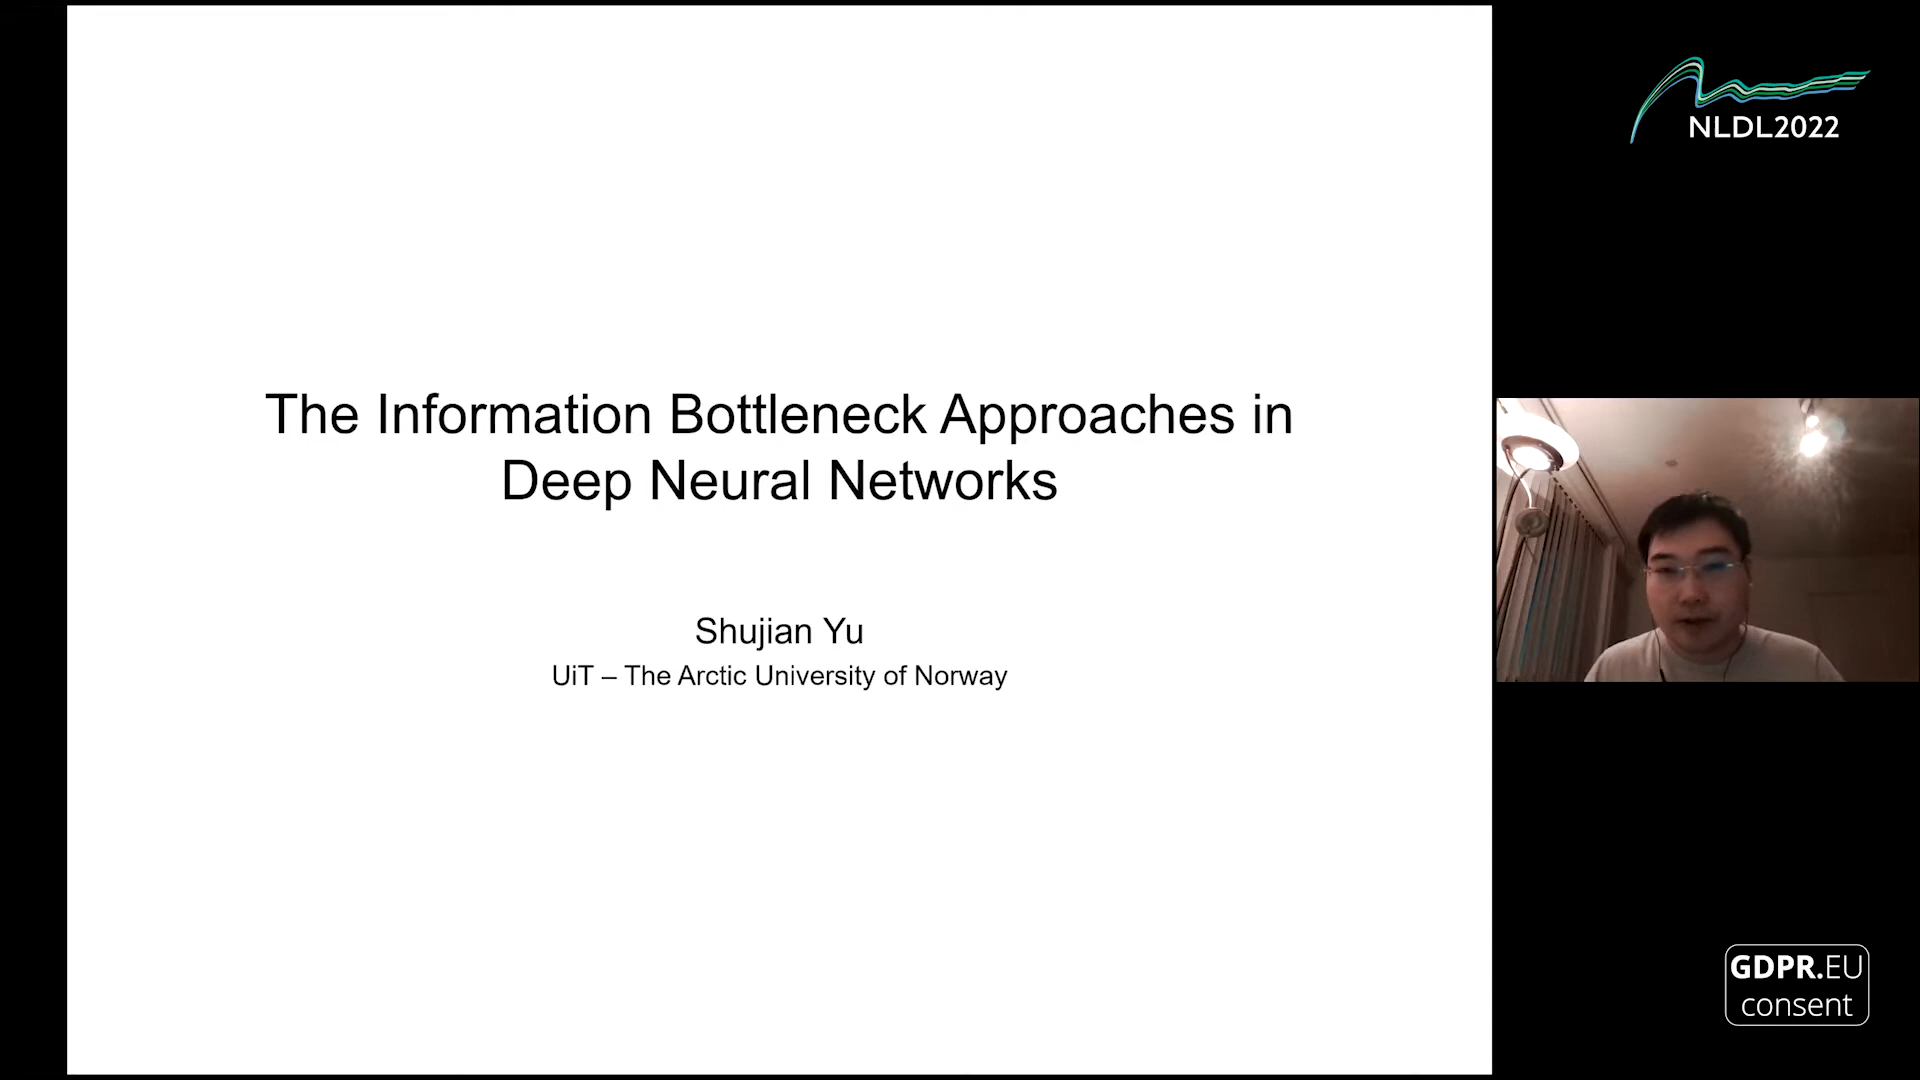 The Information Bottleneck Approaches in
Deep Neural Networks
Shujian Yu
UiT – The Arctic University of Norway
NLDL2022
GDPR.EU
consent